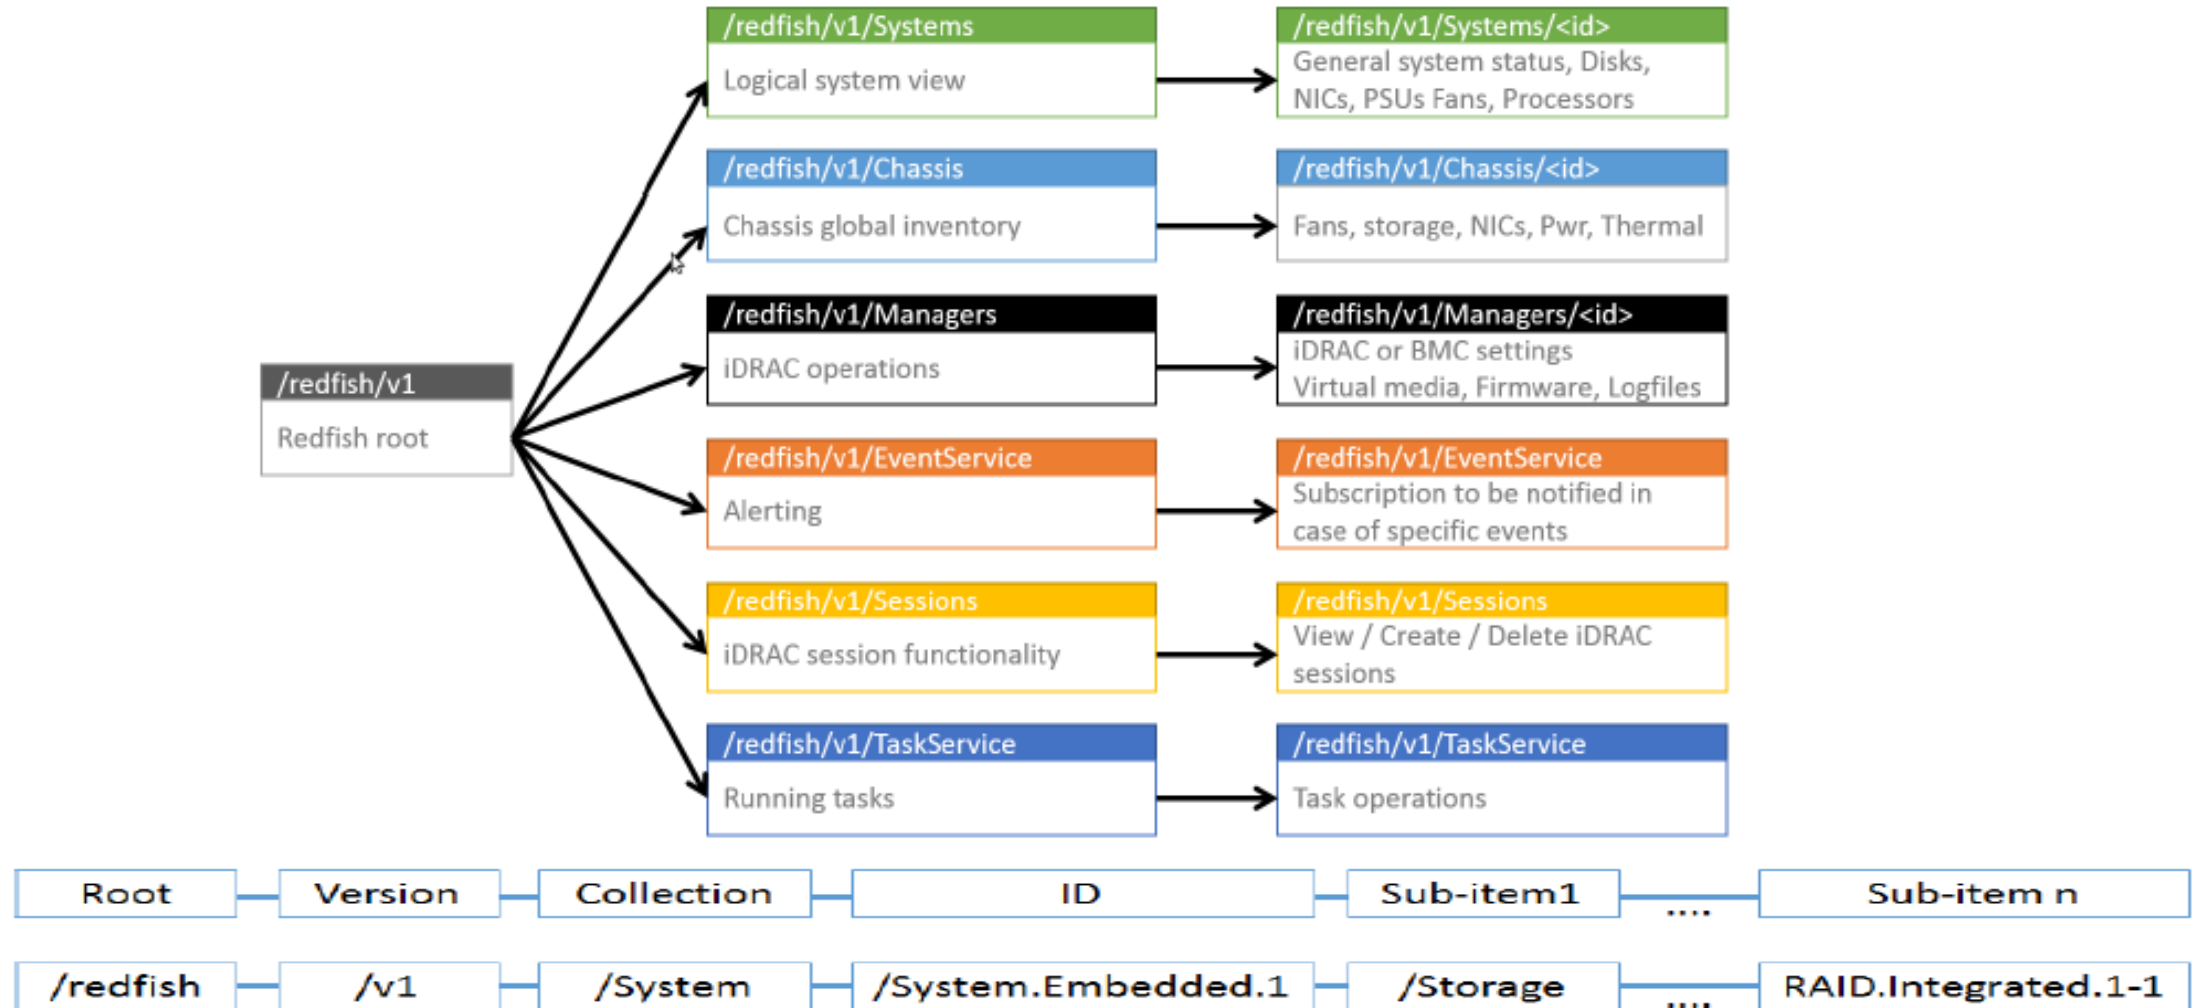 /redfish/v1/Systems
Logical system view
/redfish/v1/Systems/<id>
General system status, Disks,
NICs, PSUs Fans, Processors
/redfish/v1/Chassis
Chassis global inventory
/redfish/v1/Chassis/<id>
Fans, storage, NICs, Pwr, Thermal
/redfish/v1/Managers
iDRAC operations
/redfish/v1/Managers/<id>
iDRAC or BMC settings
Virtual media, Firmware, Logfiles
/redfish/v1
Redfish root
/redfish/v1/EventService
Alerting
/redfish/v1/EventService
Subscription to be notified in
case of specific events
/redfish/v1/Sessions
iDRAC session functionality
/redfish/v1/Sessions
View / Create / Delete iDRAC
sessions
/redfish/v1/TaskService
Running tasks
/redfish/v1/TaskService
Task operations
Root Version Collection ID Sub-item1 .... Sub-item n
/redfish /v1 /System /System.Embedded.1 /Storage .... RAID.Integrated.1-1